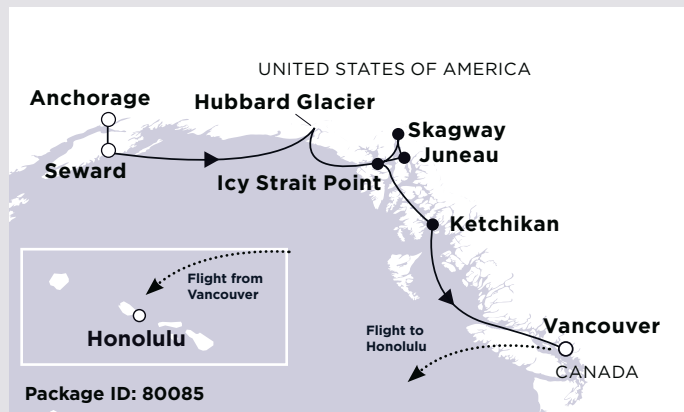 UNITED STATES OF AMERICA
Anchorage
Hubbard Glacier
Skagway
Juneau
Seward
Icy Strait Point
Ketchikan
Flight from
Vancouver
Honolulu
Flight to
Honolulu
Vancouver
CANADA
Package ID: 80085